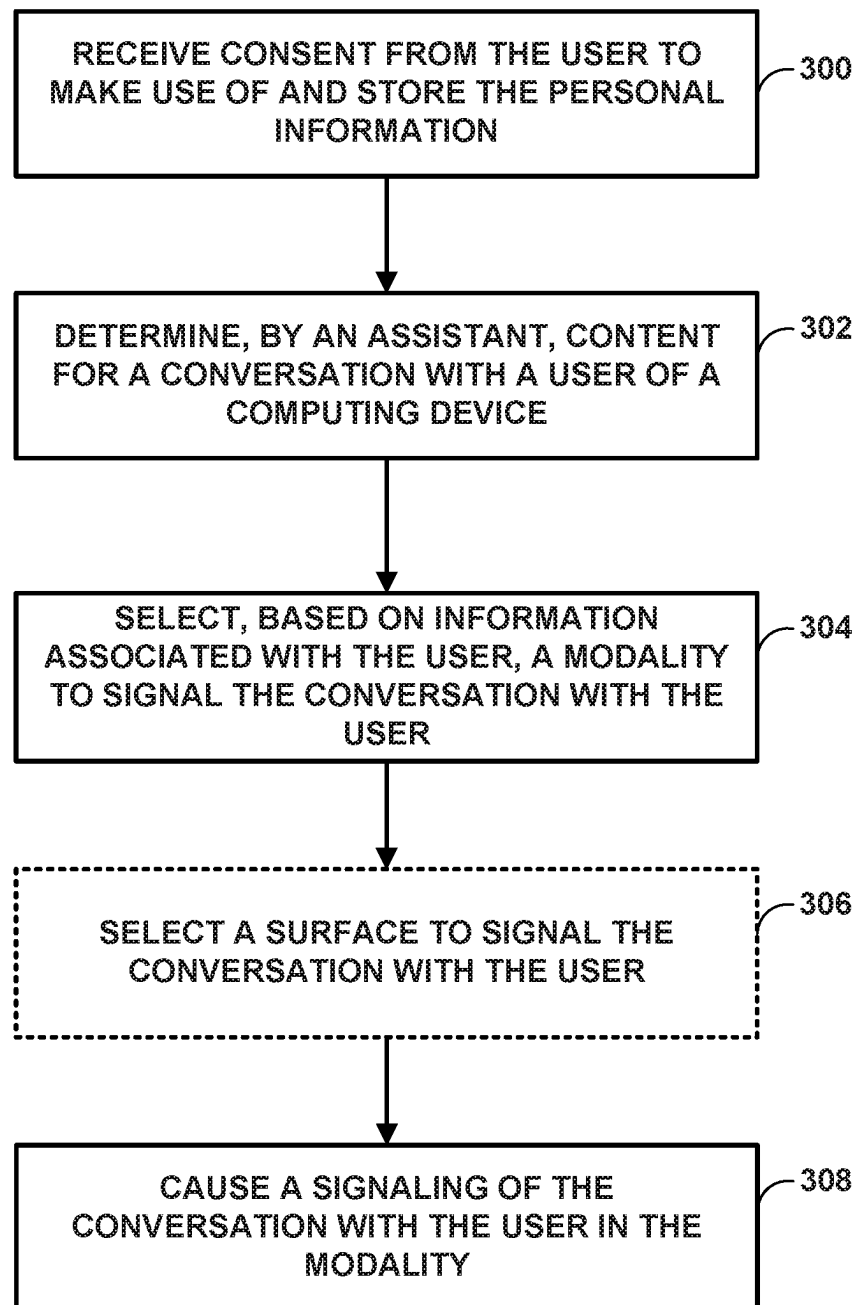 RECEIVE CONSENT FROM THE USER TO
MAKE USE OF AND STORE THE PERSONAL
INFORMATION
300
DETERMINE, BY AN ASSISTANT, CONTENT
FOR A CONVERSATION WITH A USER OF A
COMPUTING DEVICE
302
SELECT, BASED ON INFORMATION
ASSOCIATED WITH THE USER, A MODALITY
TO SIGNAL THE CONVERSATION WITH THE
USER
304
SELECT A SURFACE TO SIGNAL THE
CONVERSATION WITH THE USER
306
CAUSE A SIGNALING OF THE
CONVERSATION WITH THE USER IN THE
MODALITY
308